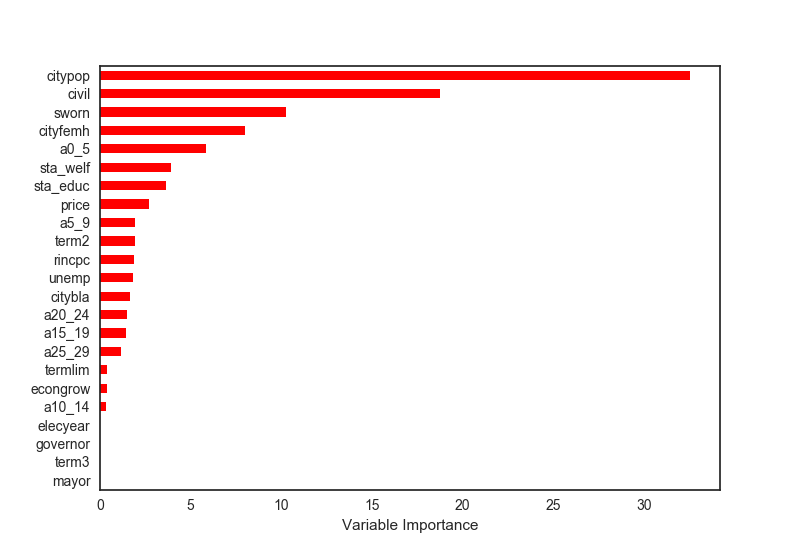 citypop
civil
sworn
cityfemh
a0_5
sta_welf
sta_educ
price
a5_9
term2
rincpc
unemp
citybla
a20_24
a15_19
a25_29
termlim
econgrow
a10_14
elecyear
governor
term3
mayor
0 5 10 15 20 25 30
Variable Importance